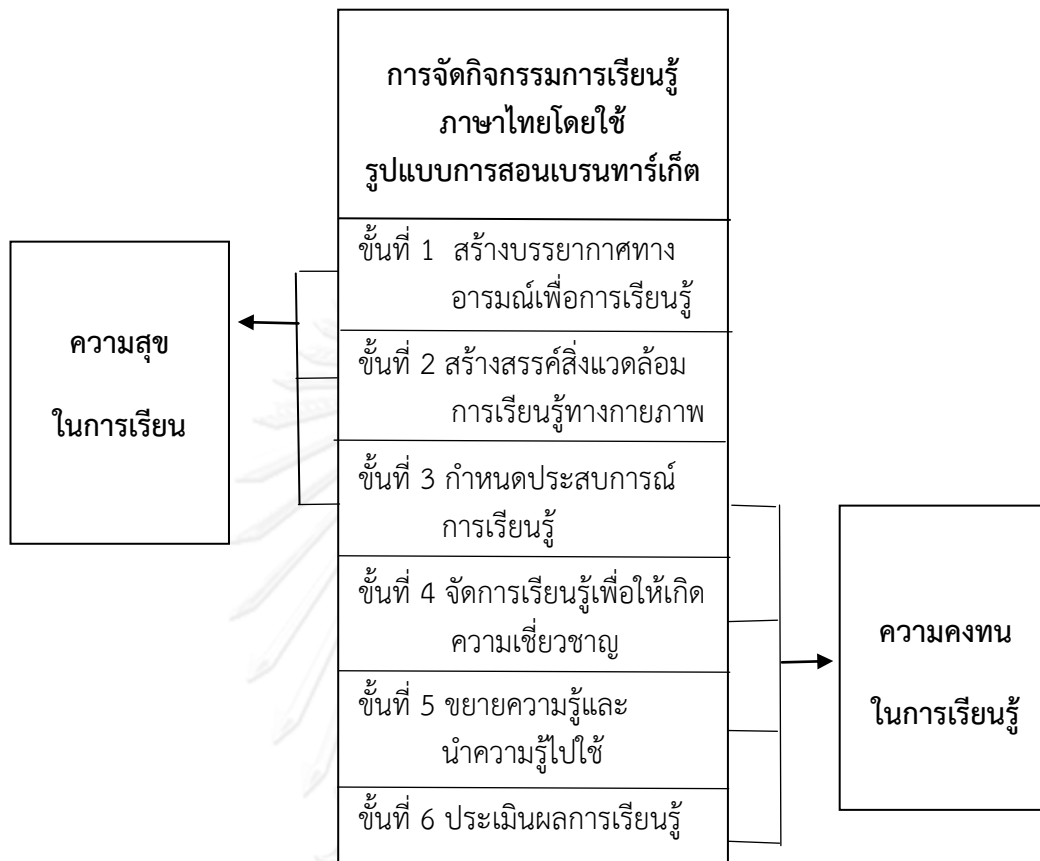 การจัดกิจกรรมการเรียนรู้
ภาษาไทยโดยใช้
รูปแบบการสอนเบรนทาร์เก็ต
ขั้นที่ 1 สร้างบรรยากาศทาง
อารมณ์เพื่อการเรียนรู้
ขั้นที่ 2 สร้างสรรค์สิ่งแวดล้อม
การเรียนรู้ทางกายภาพ
ขั้นที่ 3 กำหนดประสบการณ์
การเรียนรู้
ขั้นที่ 4 จัดการเรียนรู้เพื่อให้เกิด
ความเชี่ยวชาญ
ขั้นที่ 5 ขยายความรู้และ
นำความรู้ไปใช้
ขั้นที่ 6 ประเมินผลการเรียนรู้
ความสุข
ในการเรียน
ความคงทน
ในการเรียนรู้